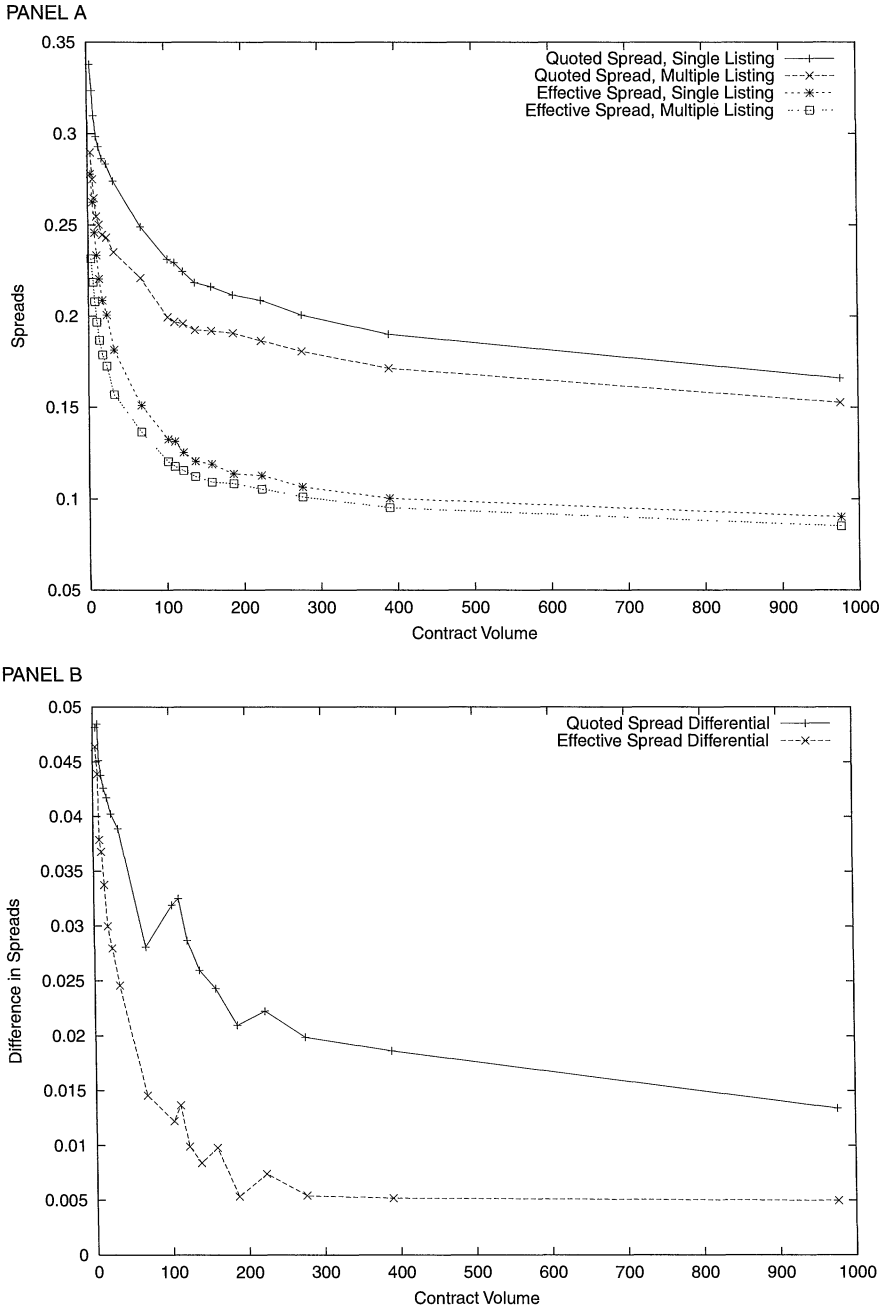 PANEL A
0.35
0.3
0.25
0.2
0.15
0.1
0.05
Spreads
Quoted Spread, Single Listing
Quoted Spread, Multiple Listing
Effective Spread, Single Listing
Effective Spread, Multiple Listing
0 100 200 300 400 500 600 700 800 900 1000
Contract Volume
PANEL B
0.05
0.045
0.04
0.035
0.03
0.025
0.02
0.015
0.01
0.005
0
Difference in Spreads
Quoted Spread Differential
Effective Spread Differential
0 100 200 300 400 500 600 700 800 900 1000
Contract Volume